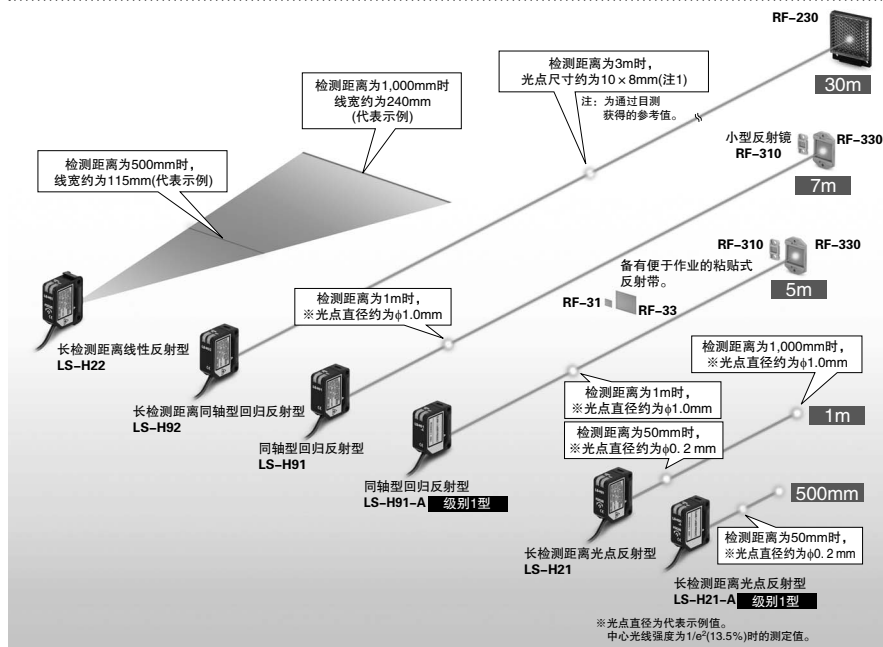 RF-230
30m
检测距离为3m时，
光点尺寸约为10×8mm(注1)
注：为通过目测
获得的参考值。
检测距离为1,000mm时
线宽约为240mm
(代表示例)
检测距离为500mm时，
线宽约为115mm(代表示例)
小型反射镜
RF-310
RF-330
7m
RF-310
RF-330
5m
备有便于作业的粘贴式
反射带。
RF-31
RF-33
检测距离为1m时，
※光点直径约为φ1.0mm
长检测距离线性反射型
LS-H22
检测距离为1,000mm时，
※光点直径约为φ1.0mm
1m
检测距离为1m时，
※光点直径约为φ1.0mm
长检测距离同轴型回归反射型
LS-H92
检测距离为50mm时，
※光点直径约为φ0.2 mm
同轴型回归反射型
LS-H91
同轴型回归反射型
LS-H91-A 级别1型
500mm
检测距离为50mm时，
※光点直径约为φ0.2 mm
长检测距离光点反射型
LS-H21
长检测距离光点反射型
LS-H21-A 级别1型
※光点直径为代表示例值。
中心光线强度为1/e²(13.5%)时的测定值。